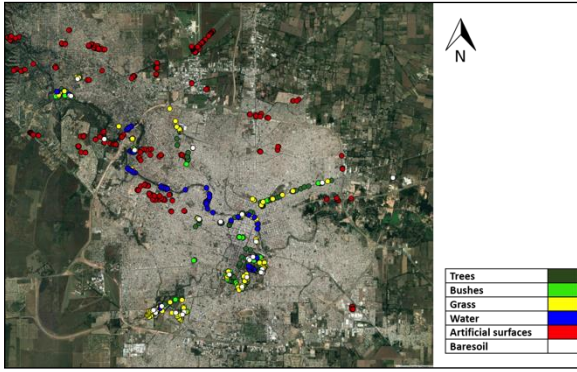 N
Trees
Bushes
Grass
Water
Artificial surfaces
Baresoil